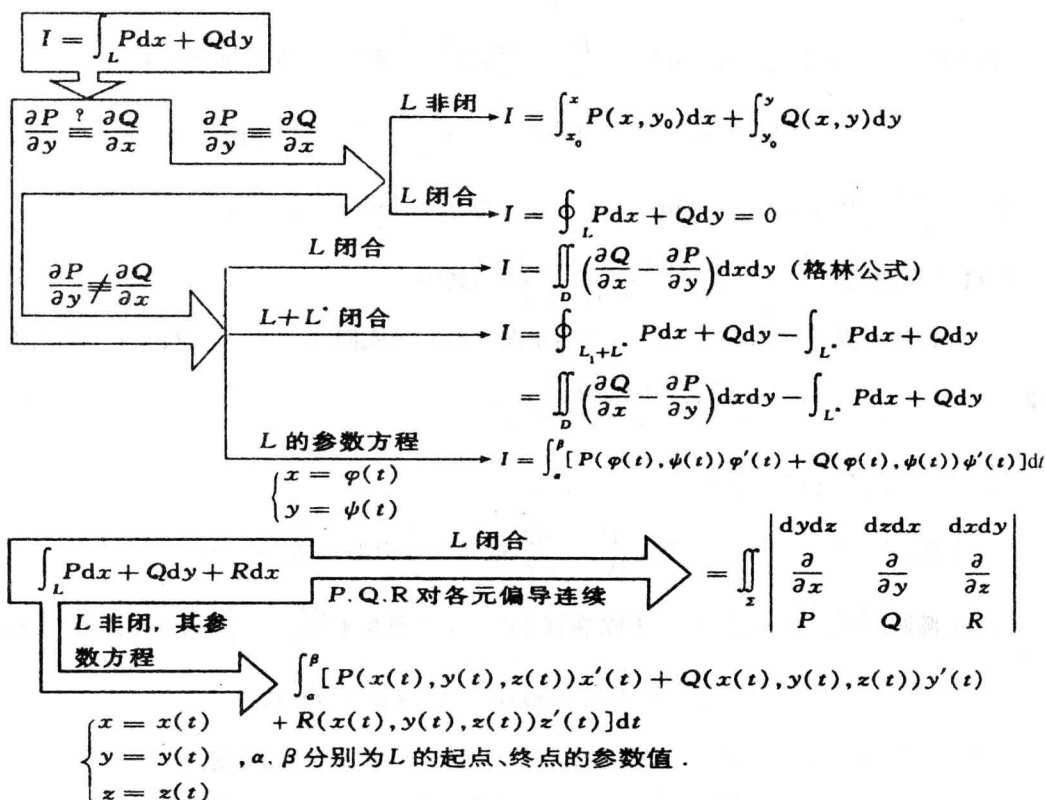 I = ∫_L Pdx + Qdy
∂P/∂y ≟ ∂Q/∂x
∂P/∂y ≡ ∂Q/∂x
L 非闭
I = ∫_{x₀}^{x} P(x,y₀)dx + ∫_{y₀}^{y} Q(x,y)dy
L 闭合
I = ∮_L Pdx + Qdy = 0
∂P/∂y ≢ ∂Q/∂x
L 闭合
I = ∬_D (∂Q/∂x − ∂P/∂y)dxdy (格林公式)
L+L* 闭合
I = ∮_{L₁+L*} Pdx + Qdy − ∫_{L*} Pdx + Qdy
= ∬_D (∂Q/∂x − ∂P/∂y)dxdy − ∫_{L*} Pdx + Qdy
L 的参数方程
{ x = φ(t)
y = ψ(t)
I = ∫_α^β [P(φ(t),ψ(t))φ′(t) + Q(φ(t),ψ(t))ψ′(t)]dt
∫_L Pdx + Qdy + Rdx
L 闭合
P、Q、R 对各元偏导连续
= ∬_Σ | dydz dzdx dxdy |
| ∂/∂x ∂/∂y ∂/∂z |
| P Q R |
L 非闭, 其参
数方程
∫_α^β [P(x(t),y(t),z(t))x′(t) + Q(x(t),y(t),z(t))y′(t)
+ R(x(t),y(t),z(t))z′(t)]dt
{ x = x(t)
y = y(t) ,α、β 分别为 L 的起点、终点的参数值.
z = z(t)